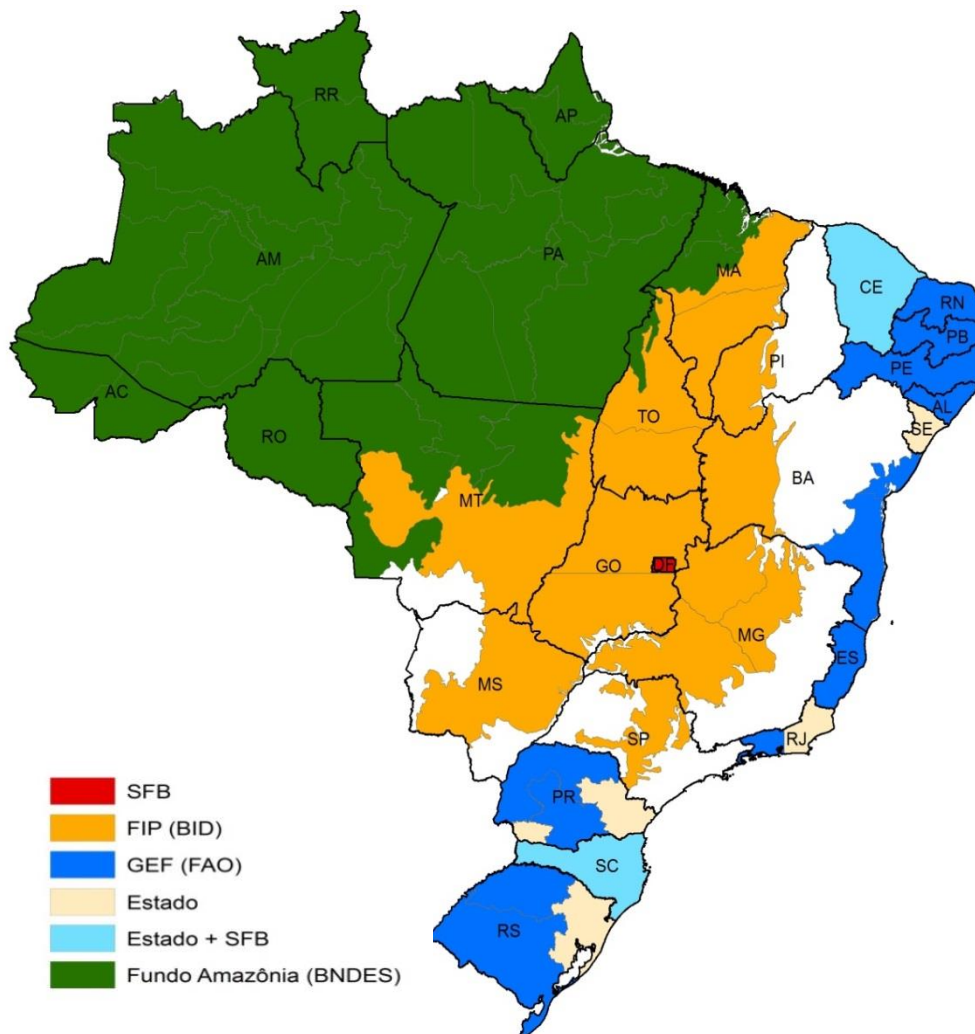 RR
AP
AM
PA
MA
CE
RN
PB
PI
PE
AC
AL
TO
SE
RO
BA
MT
GO
DF
MG
ES
MS
SP
RJ
PR
SC
RS
SFB
FIP (BID)
GEF (FAO)
Estado
Estado + SFB
Fundo Amazônia (BNDES)